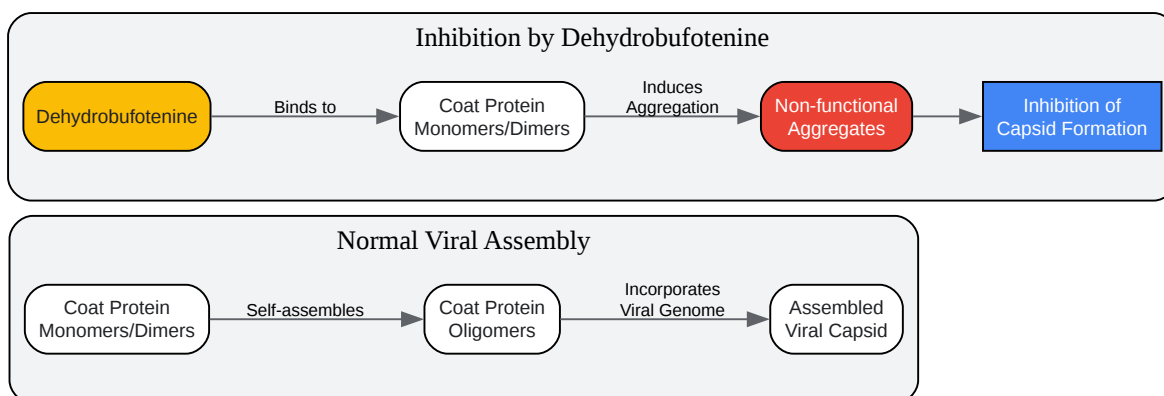 Inhibition by Dehydrobufotenine
Dehydrobufotenine
Binds to
Coat Protein
Monomers/Dimers
Induces
Aggregation
Non-functional
Aggregates
Inhibition of
Capsid Formation
Normal Viral Assembly
Coat Protein
Monomers/Dimers
Self-assembles
Coat Protein
Oligomers
Incorporates
Viral Genome
Assembled
Viral Capsid